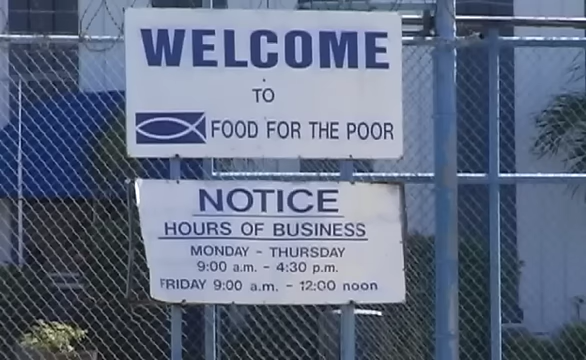 WELCOME
TO
FOOD FOR THE POOR
NOTICE
HOURS OF BUSINESS
MONDAY - THURSDAY
9:00 a.m. - 4:30 p.m.
FRIDAY 9:00 a.m. - 12:00 noon